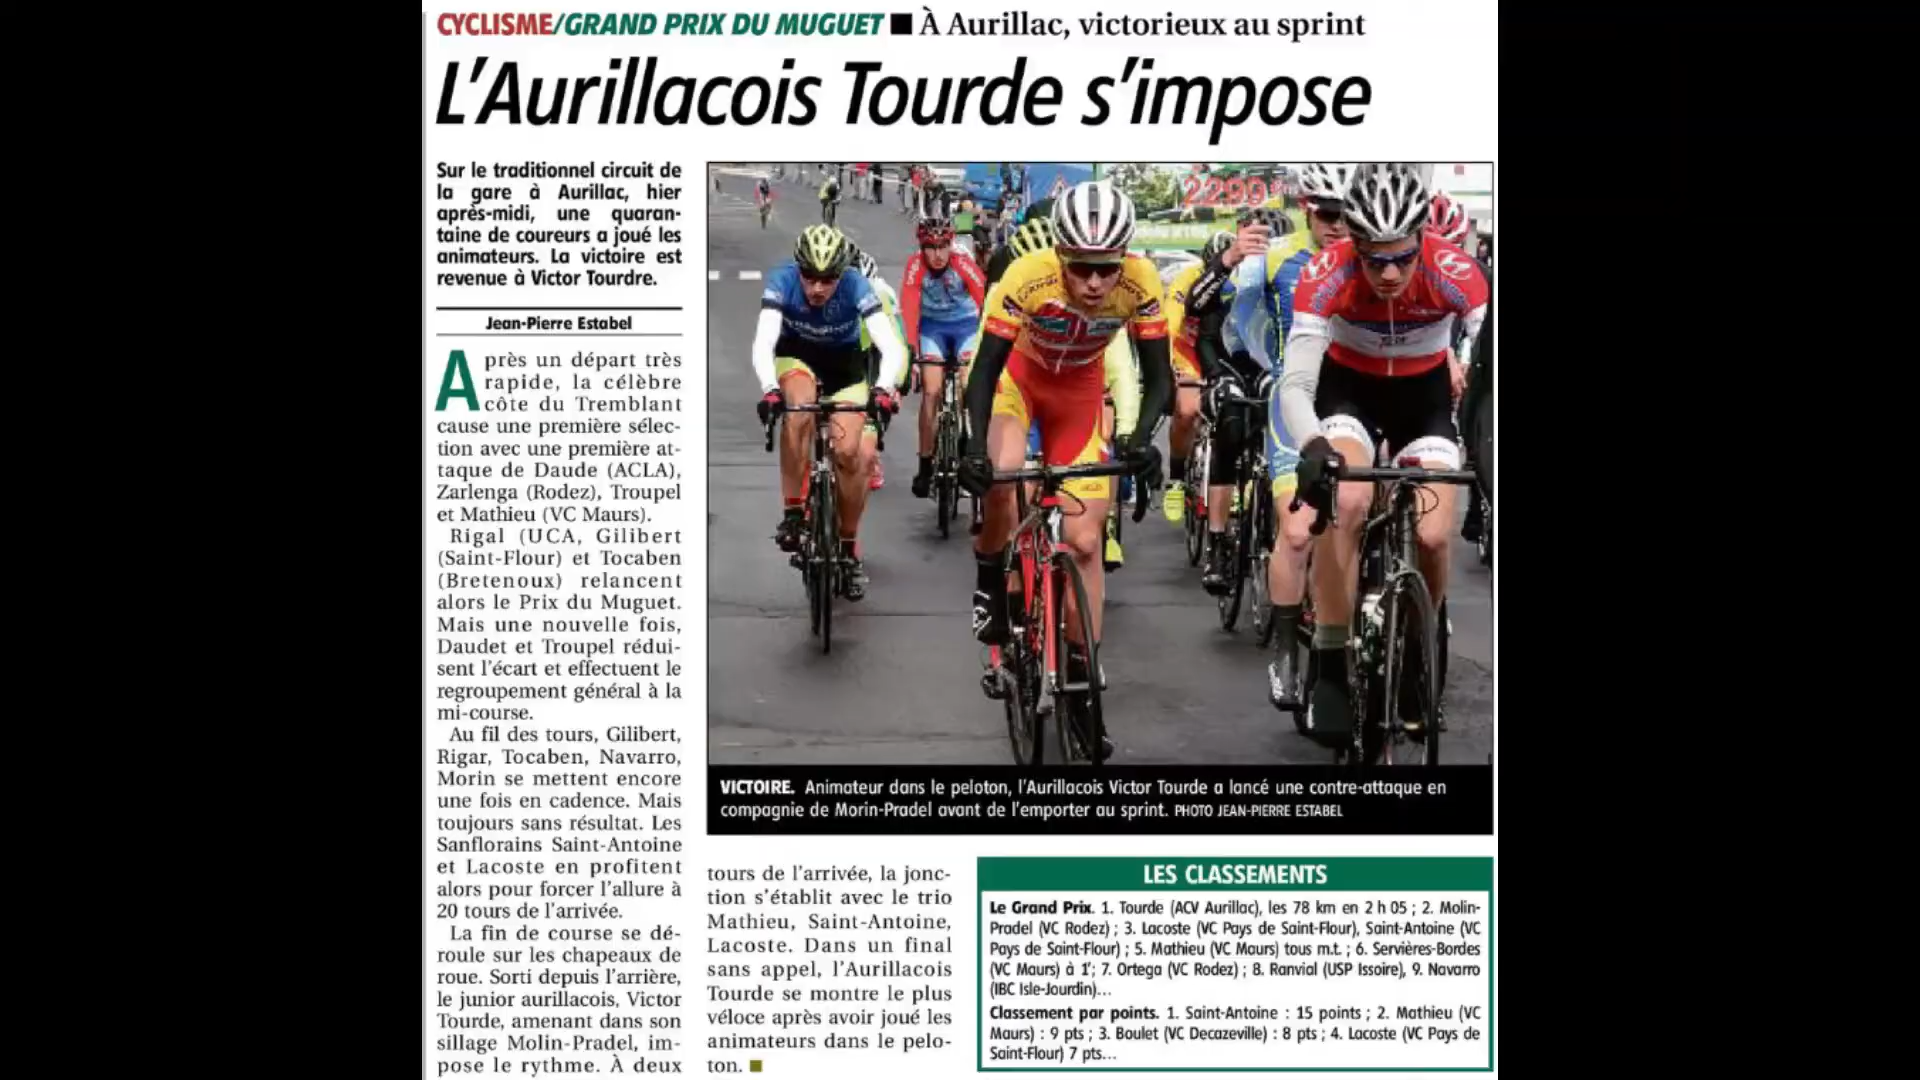 CYCLISME/GRAND PRIX DU MUGUET ■ À Aurillac, victorieux au sprint
L'Aurillacois Tourde s'impose
Sur le traditionnel circuit de
la gare à Aurillac, hier
après-midi, une quaran-
taine de coureurs a joué les
animateurs. La victoire est
revenue à Victor Tourdre.
Jean-Pierre Estabel
Après un départ très
rapide, la célèbre
côte du Tremblant
cause une première sélec-
tion avec une première at-
taque de Daude (ACLA),
Zarlenga (Rodez), Troupel
et Mathieu (VC Maurs).
Rigal (UCA, Gilibert
(Saint-Flour) et Tocaben
(Bretenoux) relancent
alors le Prix du Muguet.
Mais une nouvelle fois,
Daudet et Troupel rédui-
sent l'écart et effectuent le
regroupement général à la
mi-course.
Au fil des tours, Gilibert,
Rigar, Tocaben, Navarro,
Morin se mettent encore
une fois en cadence. Mais
toujours sans résultat. Les
Sanflorains Saint-Antoine
et Lacoste en profitent
alors pour forcer l'allure à
20 tours de l'arrivée.
La fin de course se dé-
roule sur les chapeaux de
roue. Sorti depuis l'arrière,
le junior aurillacois, Victor
Tourde, amenant dans son
sillage Molin-Pradel, im-
pose le rythme. À deux
2299
VICTOIRE. Animateur dans le peloton, l'Aurillacois Victor Tourde a lancé une contre-attaque en
compagnie de Morin-Pradel avant de l'emporter au sprint. PHOTO JEAN-PIERRE ESTABEL
tours de l'arrivée, la jonc-
tion s'établit avec le trio
Mathieu, Saint-Antoine,
Lacoste. Dans un final
sans appel, l'Aurillacois
Tourde se montre le plus
véloce après avoir joué les
animateurs dans le pelo-
ton. ■
LES CLASSEMENTS
Le Grand Prix. 1. Tourde (ACV Aurillac), les 78 km en 2 h 05 ; 2. Molin-
Pradel (VC Rodez) ; 3. Lacoste (VC Pays de Saint-Flour), Saint-Antoine (VC
Pays de Saint-Flour) ; 5. Mathieu (VC Maurs) tous m.t. ; 6. Servières-Bordes
(VC Maurs) à 1'; 7. Ortega (VC Rodez) ; 8. Ranvial (USP Issoire), 9. Navarro
(IBC Isle-Jourdin)...
Classement par points. 1. Saint-Antoine : 15 points ; 2. Mathieu (VC
Maurs) : 9 pts ; 3. Boulet (VC Decazeville) : 8 pts ; 4. Lacoste (VC Pays de
Saint-Flour) 7 pts...